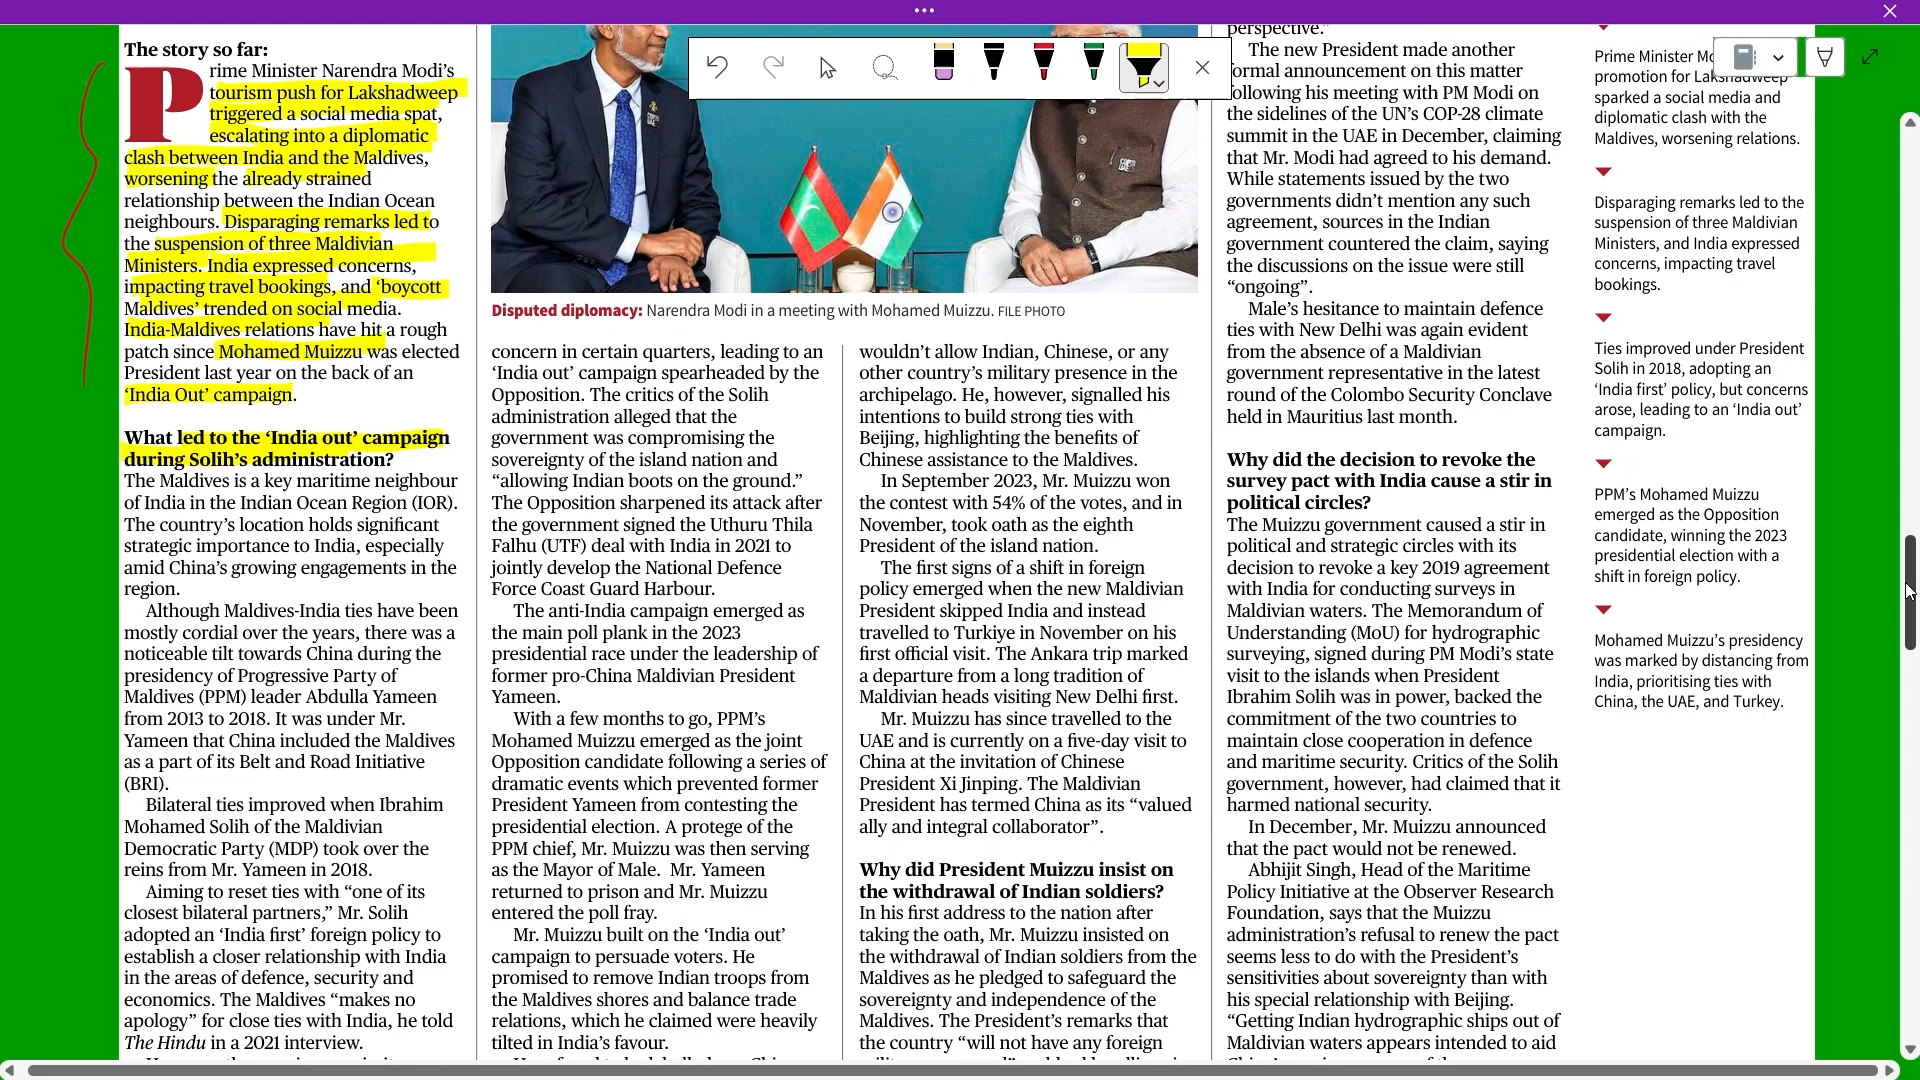 The story so far:
Prime Minister Narendra Modi’s
tourism push for Lakshadweep
triggered a social media spat,
escalating into a diplomatic
clash between India and the Maldives,
worsening the already strained
relationship between the Indian Ocean
neighbours. Disparaging remarks led to
the suspension of three Maldivian
Ministers. India expressed concerns,
impacting travel bookings, and ‘boycott
Maldives’ trended on social media.
India-Maldives relations have hit a rough
patch since Mohamed Muizzu was elected
President last year on the back of an
‘India Out’ campaign.
What led to the ‘India out’ campaign
during Solih’s administration?
The Maldives is a key maritime neighbour
of India in the Indian Ocean Region (IOR).
The country’s location holds significant
strategic importance to India, especially
amid China’s growing engagements in the
region.
Although Maldives-India ties have been
mostly cordial over the years, there was a
noticeable tilt towards China during the
presidency of Progressive Party of
Maldives (PPM) leader Abdulla Yameen
from 2013 to 2018. It was under Mr.
Yameen that China included the Maldives
as a part of its Belt and Road Initiative
(BRI).
Bilateral ties improved when Ibrahim
Mohamed Solih of the Maldivian
Democratic Party (MDP) took over the
reins from Mr. Yameen in 2018.
Aiming to reset ties with “one of its
closest bilateral partners,” Mr. Solih
adopted an ‘India first’ foreign policy to
establish a closer relationship with India
in the areas of defence, security and
economics. The Maldives “makes no
apology” for close ties with India, he told
The Hindu in a 2021 interview.
Disputed diplomacy: Narendra Modi in a meeting with Mohamed Muizzu. FILE PHOTO
concern in certain quarters, leading to an
‘India out’ campaign spearheaded by the
Opposition. The critics of the Solih
administration alleged that the
government was compromising the
sovereignty of the island nation and
“allowing Indian boots on the ground.”
The Opposition sharpened its attack after
the government signed the Uthuru Thila
Falhu (UTF) deal with India in 2021 to
jointly develop the National Defence
Force Coast Guard Harbour.
The anti-India campaign emerged as
the main poll plank in the 2023
presidential race under the leadership of
former pro-China Maldivian President
Yameen.
With a few months to go, PPM’s
Mohamed Muizzu emerged as the joint
Opposition candidate following a series of
dramatic events which prevented former
President Yameen from contesting the
presidential election. A protege of the
PPM chief, Mr. Muizzu was then serving
as the Mayor of Male. Mr. Yameen
returned to prison and Mr. Muizzu
entered the poll fray.
Mr. Muizzu built on the ‘India out’
campaign to persuade voters. He
promised to remove Indian troops from
the Maldives shores and balance trade
relations, which he claimed were heavily
tilted in India’s favour.
wouldn’t allow Indian, Chinese, or any
other country’s military presence in the
archipelago. He, however, signalled his
intentions to build strong ties with
Beijing, highlighting the benefits of
Chinese assistance to the Maldives.
In September 2023, Mr. Muizzu won
the contest with 54% of the votes, and in
November, took oath as the eighth
President of the island nation.
The first signs of a shift in foreign
policy emerged when the new Maldivian
President skipped India and instead
travelled to Turkiye in November on his
first official visit. The Ankara trip marked
a departure from a long tradition of
Maldivian heads visiting New Delhi first.
Mr. Muizzu has since travelled to the
UAE and is currently on a five-day visit to
China at the invitation of Chinese
President Xi Jinping. The Maldivian
President has termed China as its “valued
ally and integral collaborator”.
Why did President Muizzu insist on
the withdrawal of Indian soldiers?
In his first address to the nation after
taking the oath, Mr. Muizzu insisted on
the withdrawal of Indian soldiers from the
Maldives as he pledged to safeguard the
sovereignty and independence of the
Maldives. The President’s remarks that
the country “will not have any foreign
perspective.”
The new President made another
formal announcement on this matter
following his meeting with PM Modi on
the sidelines of the UN’s COP-28 climate
summit in the UAE in December, claiming
that Mr. Modi had agreed to his demand.
While statements issued by the two
governments didn’t mention any such
agreement, sources in the Indian
government countered the claim, saying
the discussions on the issue were still
“ongoing”.
Male’s hesitance to maintain defence
ties with New Delhi was again evident
from the absence of a Maldivian
government representative in the latest
round of the Colombo Security Conclave
held in Mauritius last month.
Why did the decision to revoke the
survey pact with India cause a stir in
political circles?
The Muizzu government caused a stir in
political and strategic circles with its
decision to revoke a key 2019 agreement
with India for conducting surveys in
Maldivian waters. The Memorandum of
Understanding (MoU) for hydrographic
surveying, signed during PM Modi’s state
visit to the islands when President
Ibrahim Solih was in power, backed the
commitment of the two countries to
maintain close cooperation in defence
and maritime security. Critics of the Solih
government, however, had claimed that it
harmed national security.
In December, Mr. Muizzu announced
that the pact would not be renewed.
Abhijit Singh, Head of the Maritime
Policy Initiative at the Observer Research
Foundation, says that the Muizzu
administration’s refusal to renew the pact
seems less to do with the President’s
sensitivities about sovereignty than with
his special relationship with Beijing.
“Getting Indian hydrographic ships out of
Maldivian waters appears intended to aid
Prime Minister
promotion for Lakshadweep
sparked a social media and
diplomatic clash with the
Maldives, worsening relations.
Disparaging remarks led to the
suspension of three Maldivian
Ministers, and India expressed
concerns, impacting travel
bookings.
Ties improved under President
Solih in 2018, adopting an
‘India first’ policy, but concerns
arose, leading to an ‘India out’
campaign.
PPM’s Mohamed Muizzu
emerged as the Opposition
candidate, winning the 2023
presidential election with a
shift in foreign policy.
Mohamed Muizzu’s presidency
was marked by distancing from
India, prioritising ties with
China, the UAE, and Turkey.